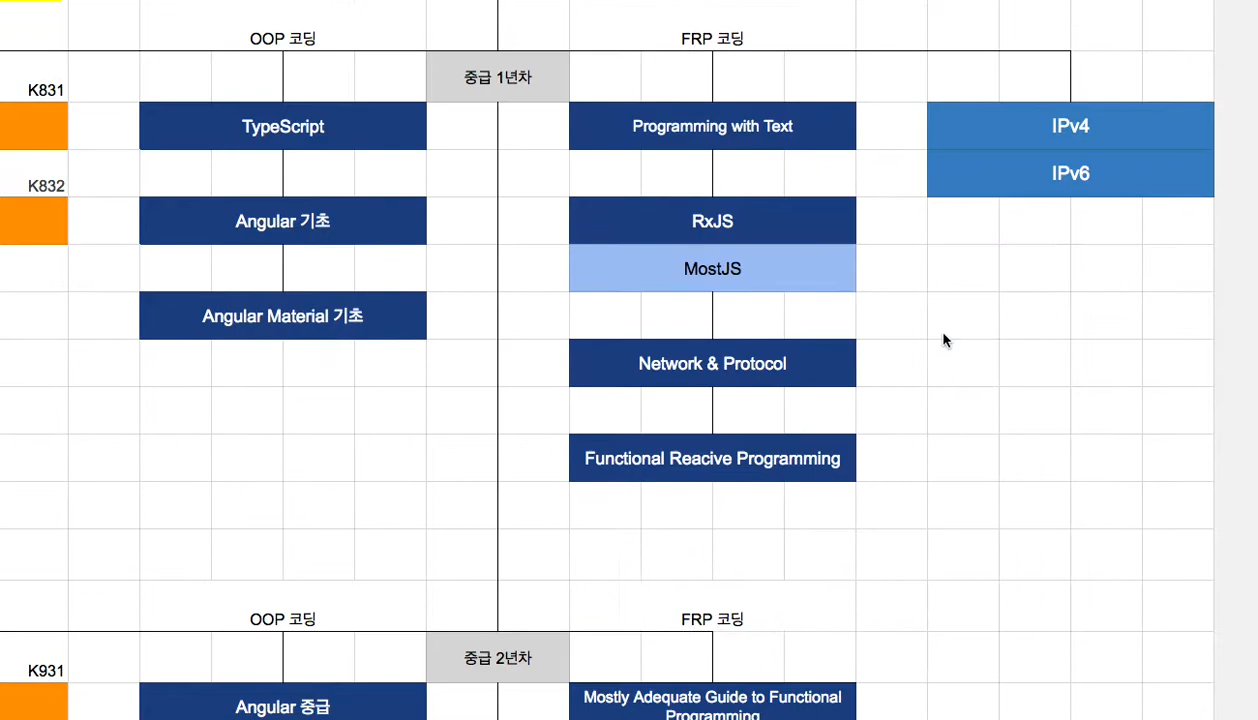 OOP 코딩
FRP 코딩
중급 1년차
K831
TypeScript
Programming with Text
IPv4
IPv6
K832
Angular 기초
RxJS
MostJS
Angular Material 기초
Network & Protocol
Functional Reacive Programming
OOP 코딩
FRP 코딩
중급 2년차
K931
Angular 중급
Mostly Adequate Guide to Functional
Programming